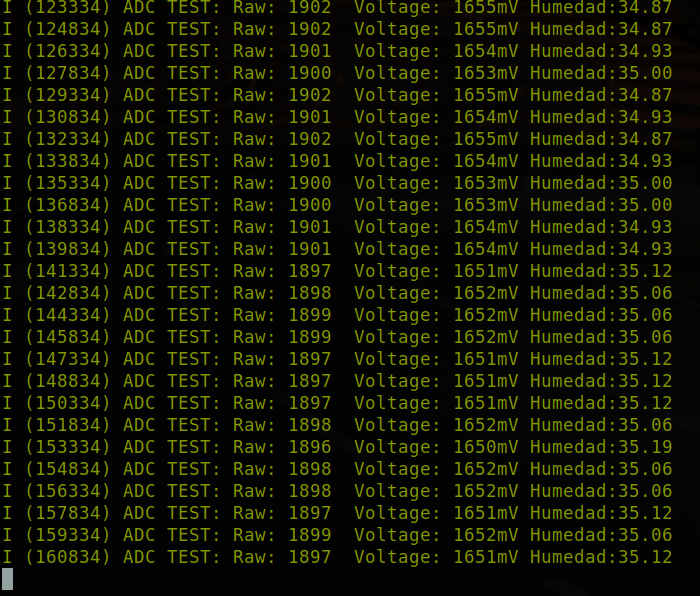 I (123334) ADC TEST: Raw: 1902  Voltage: 1655mV Humedad:34.87
I (124834) ADC TEST: Raw: 1902  Voltage: 1655mV Humedad:34.87
I (126334) ADC TEST: Raw: 1901  Voltage: 1654mV Humedad:34.93
I (127834) ADC TEST: Raw: 1900  Voltage: 1653mV Humedad:35.00
I (129334) ADC TEST: Raw: 1902  Voltage: 1655mV Humedad:34.87
I (130834) ADC TEST: Raw: 1901  Voltage: 1654mV Humedad:34.93
I (132334) ADC TEST: Raw: 1902  Voltage: 1655mV Humedad:34.87
I (133834) ADC TEST: Raw: 1901  Voltage: 1654mV Humedad:34.93
I (135334) ADC TEST: Raw: 1900  Voltage: 1653mV Humedad:35.00
I (136834) ADC TEST: Raw: 1900  Voltage: 1653mV Humedad:35.00
I (138334) ADC TEST: Raw: 1901  Voltage: 1654mV Humedad:34.93
I (139834) ADC TEST: Raw: 1901  Voltage: 1654mV Humedad:34.93
I (141334) ADC TEST: Raw: 1897  Voltage: 1651mV Humedad:35.12
I (142834) ADC TEST: Raw: 1898  Voltage: 1652mV Humedad:35.06
I (144334) ADC TEST: Raw: 1899  Voltage: 1652mV Humedad:35.06
I (145834) ADC TEST: Raw: 1899  Voltage: 1652mV Humedad:35.06
I (147334) ADC TEST: Raw: 1897  Voltage: 1651mV Humedad:35.12
I (148834) ADC TEST: Raw: 1897  Voltage: 1651mV Humedad:35.12
I (150334) ADC TEST: Raw: 1897  Voltage: 1651mV Humedad:35.12
I (151834) ADC TEST: Raw: 1898  Voltage: 1652mV Humedad:35.06
I (153334) ADC TEST: Raw: 1896  Voltage: 1650mV Humedad:35.19
I (154834) ADC TEST: Raw: 1898  Voltage: 1652mV Humedad:35.06
I (156334) ADC TEST: Raw: 1898  Voltage: 1652mV Humedad:35.06
I (157834) ADC TEST: Raw: 1897  Voltage: 1651mV Humedad:35.12
I (159334) ADC TEST: Raw: 1899  Voltage: 1652mV Humedad:35.06
I (160834) ADC TEST: Raw: 1897  Voltage: 1651mV Humedad:35.12